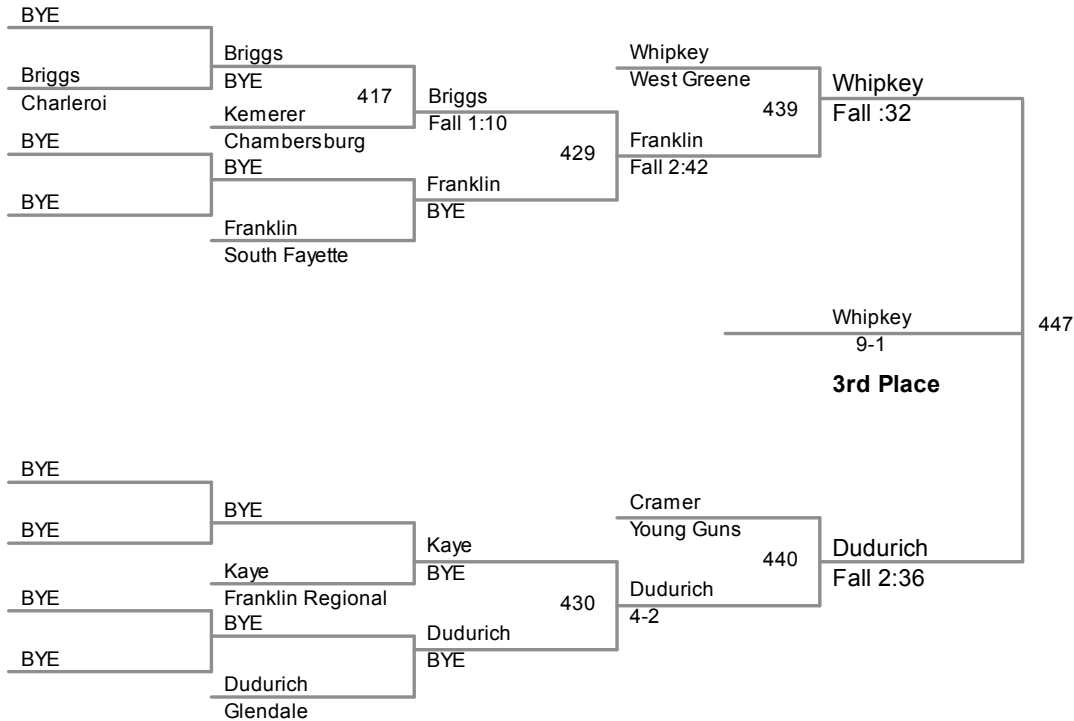 BYE
Briggs
Charleroi
BYE
BYE
Briggs
BYE
417
Kemerer
Chambersburg
BYE
Franklin
South Fayette
Briggs
Fall 1:10
429
Franklin
BYE
Whipkey
West Greene
439
Franklin
Fall 2:42
Whipkey
Fall :32
Whipkey
9-1
3rd Place
447
BYE
BYE
BYE
BYE
BYE
Kaye
Franklin Regional
BYE
Dudurich
Glendale
Kaye
BYE
430
Dudurich
BYE
Cramer
Young Guns
440
Dudurich
4-2
Dudurich
Fall 2:36